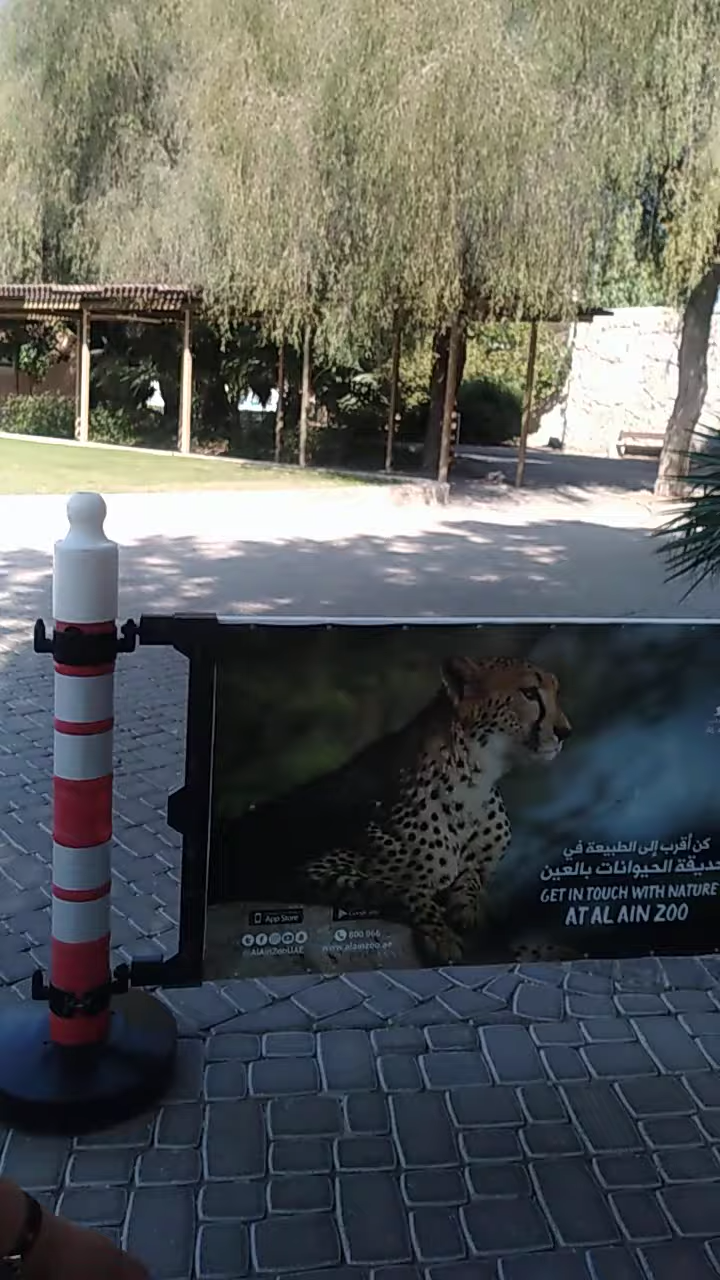 كن أقرب إلى الطبيعة في
حديقة الحيوانات بالعين
GET IN TOUCH WITH NATURE
AT AL AIN ZOO
App Store
Google
@AlAinZooUAE
800 966
www.alainzoo.ae